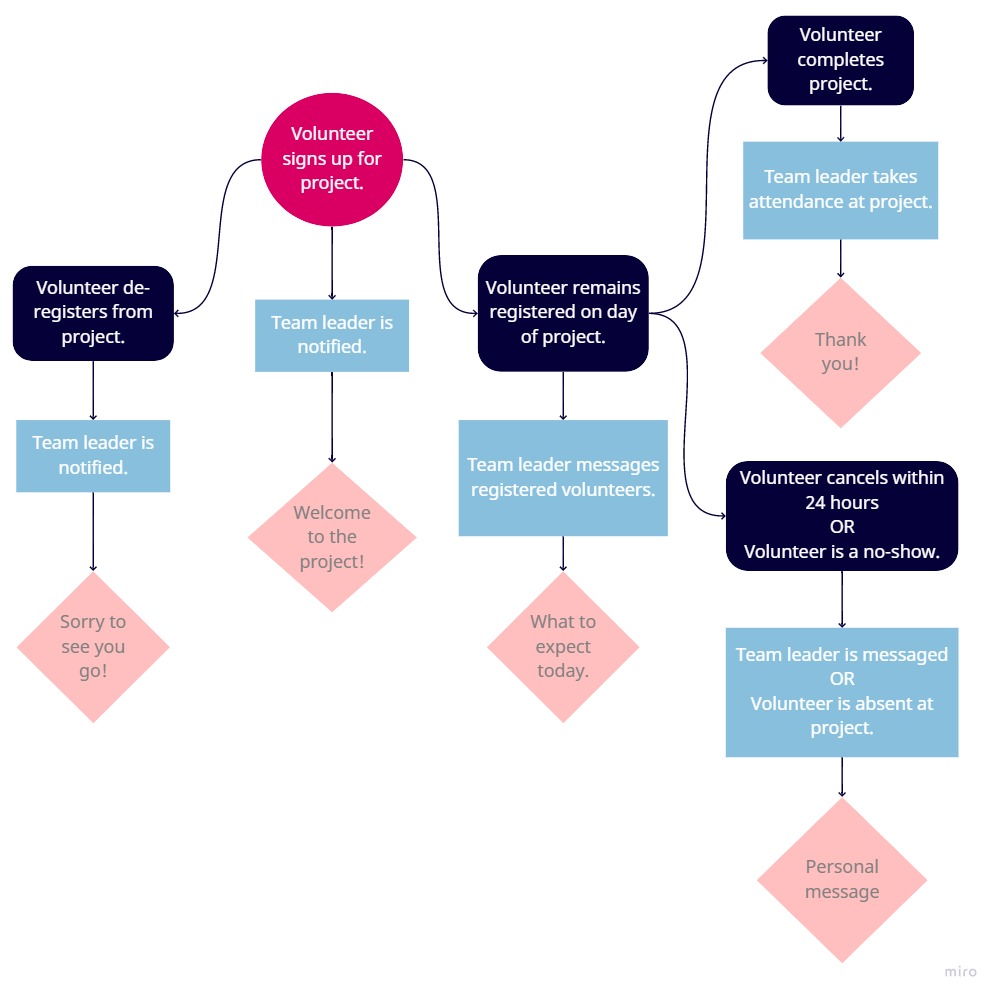 Volunteer
signs up for
project.
Volunteer de-
registers from
project.
Team leader is
notified.
Sorry to
see you
go!
Team leader is
notified.
Welcome
to the
project!
Volunteer remains
registered on day
of project.
Team leader messages
registered volunteers.
What to
expect
today.
Volunteer
completes
project.
Team leader takes
attendance at project.
Thank
you!
Volunteer cancels within
24 hours
OR
Volunteer is a no-show.
Team leader is messaged
OR
Volunteer is absent at
project.
Personal
message
miro